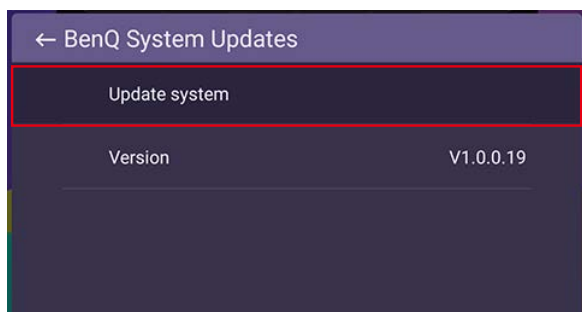 ← BenQ System Updates
Update system
Version V1.0.0.19